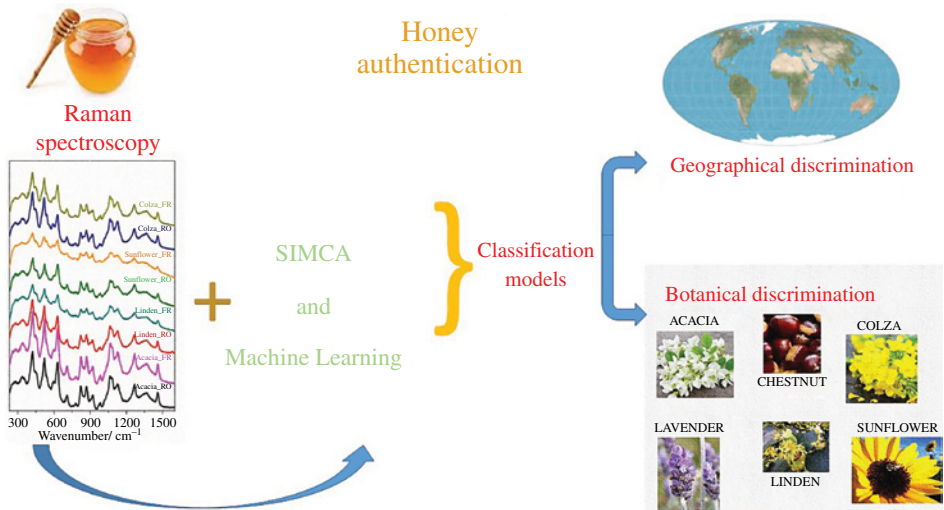 Honey
authentication
Raman
spectroscopy
Colza_FR
Colza_RO
Sunflower_FR
Sunflower_RO
Linden_FR
Linden_RO
Acacia_FR
Acacia_RO
300 600 900 1200 1500
Wavenumber/ cm⁻¹
+
SIMCA
and
Machine Learning
}
Classification
models
Geographical discrimination
Botanical discrimination
ACACIA
CHESTNUT
COLZA
LAVENDER
LINDEN
SUNFLOWER